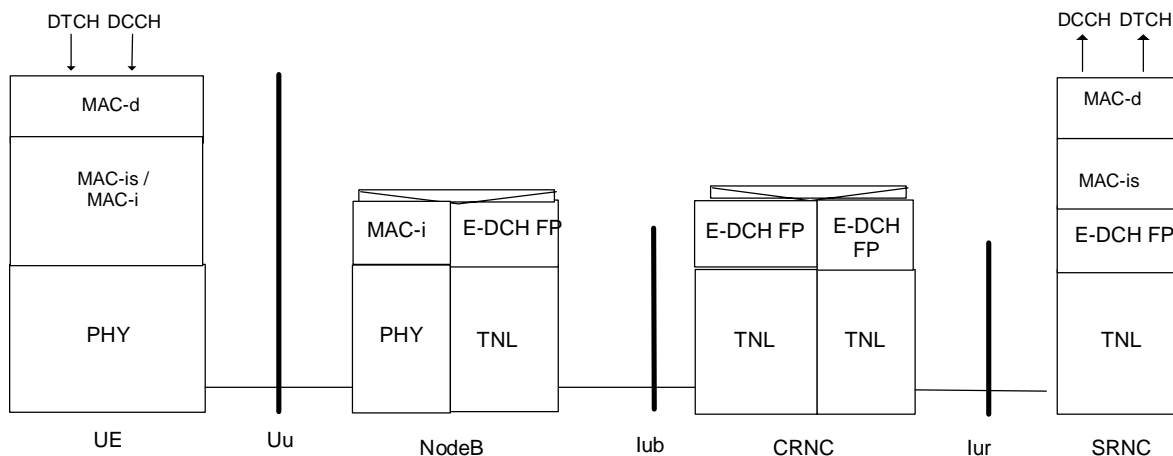 DTCH DCCH
DCCH DTCH
MAC-d
MAC-d
MAC-is /
MAC-i
MAC-is
MAC-i
E-DCH FP
E-DCH FP
E-DCH
FP
E-DCH FP
PHY
PHY
TNL
TNL
TNL
TNL
UE
Uu
NodeB
Iub
CRNC
Iur
SRNC